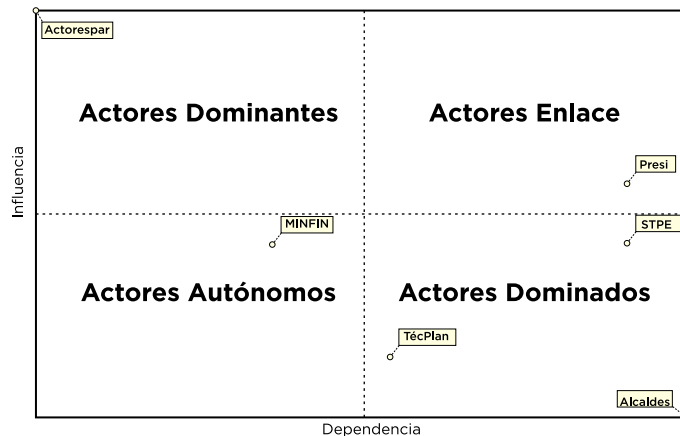 Actorespar
Actores Dominantes
Actores Enlace
Presi
Influencia
MINFIN
STPE
Actores Autónomos
Actores Dominados
TécPlan
Alcaldes
Dependencia